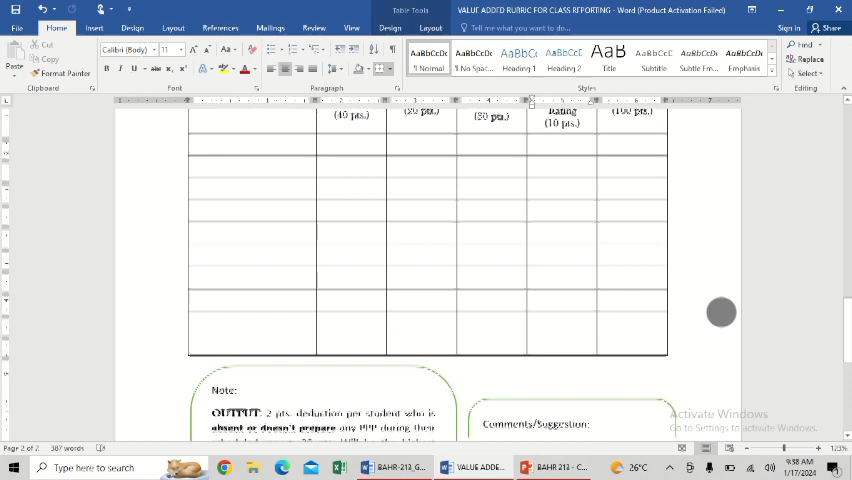 VALUE ADDED RUBRIC FOR CLASS REPORTING - Word (Product Activation Failed)
Table Tools
File Home Insert Draw Design Layout References Mailings Review View Design Layout Tell me what you want to do... Sign in Share
Cut
Copy
Format Painter
Paste
Clipboard
Calibri (Body) 11
Font
Paragraph
AaBbCcDc AaBbCcDc AaBbCc AaBbCcD AaB AaBbCcD AaBbCcDc AaBbCcDc
¶ Normal ¶ No Spac... Heading 1 Heading 2 Title Subtitle Subtle Em... Emphasis
Styles
Find
Replace
Select
Editing
(40 pts.)
(20 pts.)
(30 pts.)
Rating
(10 pts.)
(100 pts.)
Note:
OUTPUT: 2 pts. deduction per student who is
absent or doesn't prepare any PPP during their
Comments/Suggestion:
Activate Windows
Go to Settings to activate Windows.
Page 2 of 2 387 words 123%
Type here to search
BAHR-213_G...
VALUE ADDE...
BAHR 213 - C...
26°C
9:38 AM
1/17/2024